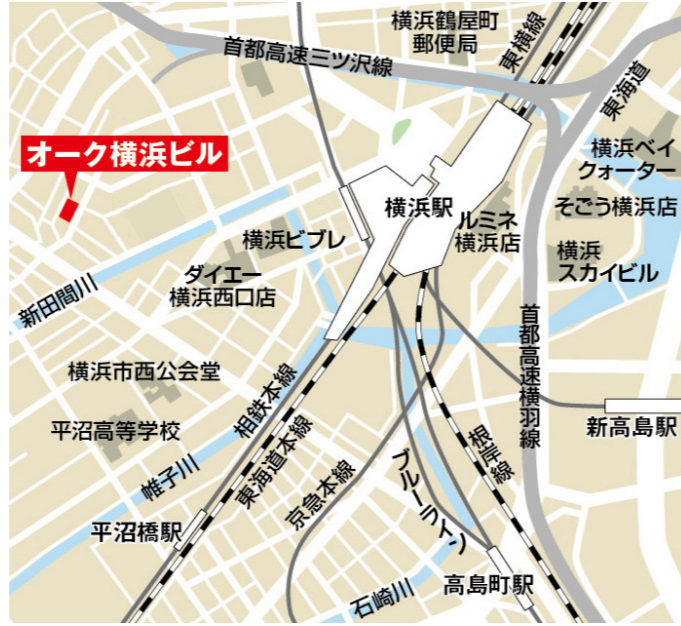 横浜鶴屋町
郵便局
首都高速三ツ沢線
東横線
東海道
オーク横浜ビル
横浜ベイ
クォーター
横浜駅
そごう横浜店
ルミネ
横浜店
横浜ビブレ
横浜
スカイビル
ダイエー
横浜西口店
新田間川
首都高速横羽線
横浜市西公会堂
相鉄本線
平沼高等学校
東海道本線
新高島駅
根岸線
帷子川
京急本線
ブルーライン
平沼橋駅
高島町駅
石崎川